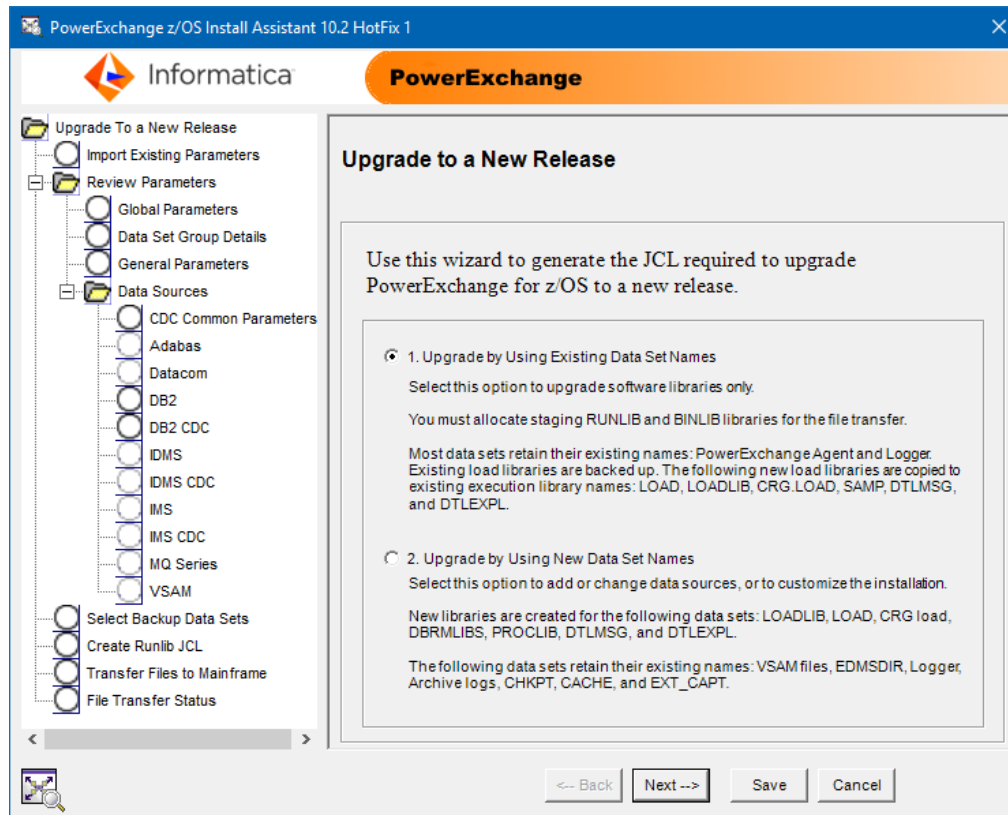 PowerExchange z/OS Install Assistant 10.2 HotFix 1
Informatica
PowerExchange
Upgrade To a New Release
Import Existing Parameters
Review Parameters
Global Parameters
Data Set Group Details
General Parameters
Data Sources
CDC Common Parameters
Adabas
Datacom
DB2
DB2 CDC
IDMS
IDMS CDC
IMS
IMS CDC
MQ Series
VSAM
Select Backup Data Sets
Create Runlib JCL
Transfer Files to Mainframe
File Transfer Status
Upgrade to a New Release
Use this wizard to generate the JCL required to upgrade
PowerExchange for z/OS to a new release.
1. Upgrade by Using Existing Data Set Names
Select this option to upgrade software libraries only.
You must allocate staging RUNLIB and BINLIB libraries for the file transfer.
Most data sets retain their existing names: PowerExchange Agent and Logger.
Existing load libraries are backed up. The following new load libraries are copied to
existing execution library names: LOAD, LOADLIB, CRG.LOAD, SAMP, DTLMSG,
and DTLEXPL.
2. Upgrade by Using New Data Set Names
Select this option to add or change data sources, or to customize the installation.
New libraries are created for the following data sets: LOADLIB, LOAD, CRG load,
DBRMLIBS, PROCLIB, DTLMSG, and DTLEXPL.
The following data sets retain their existing names: VSAM files, EDMSDIR, Logger,
Archive logs, CHKPT, CACHE, and EXT_CAPT.
<-- Back
Next -->
Save
Cancel